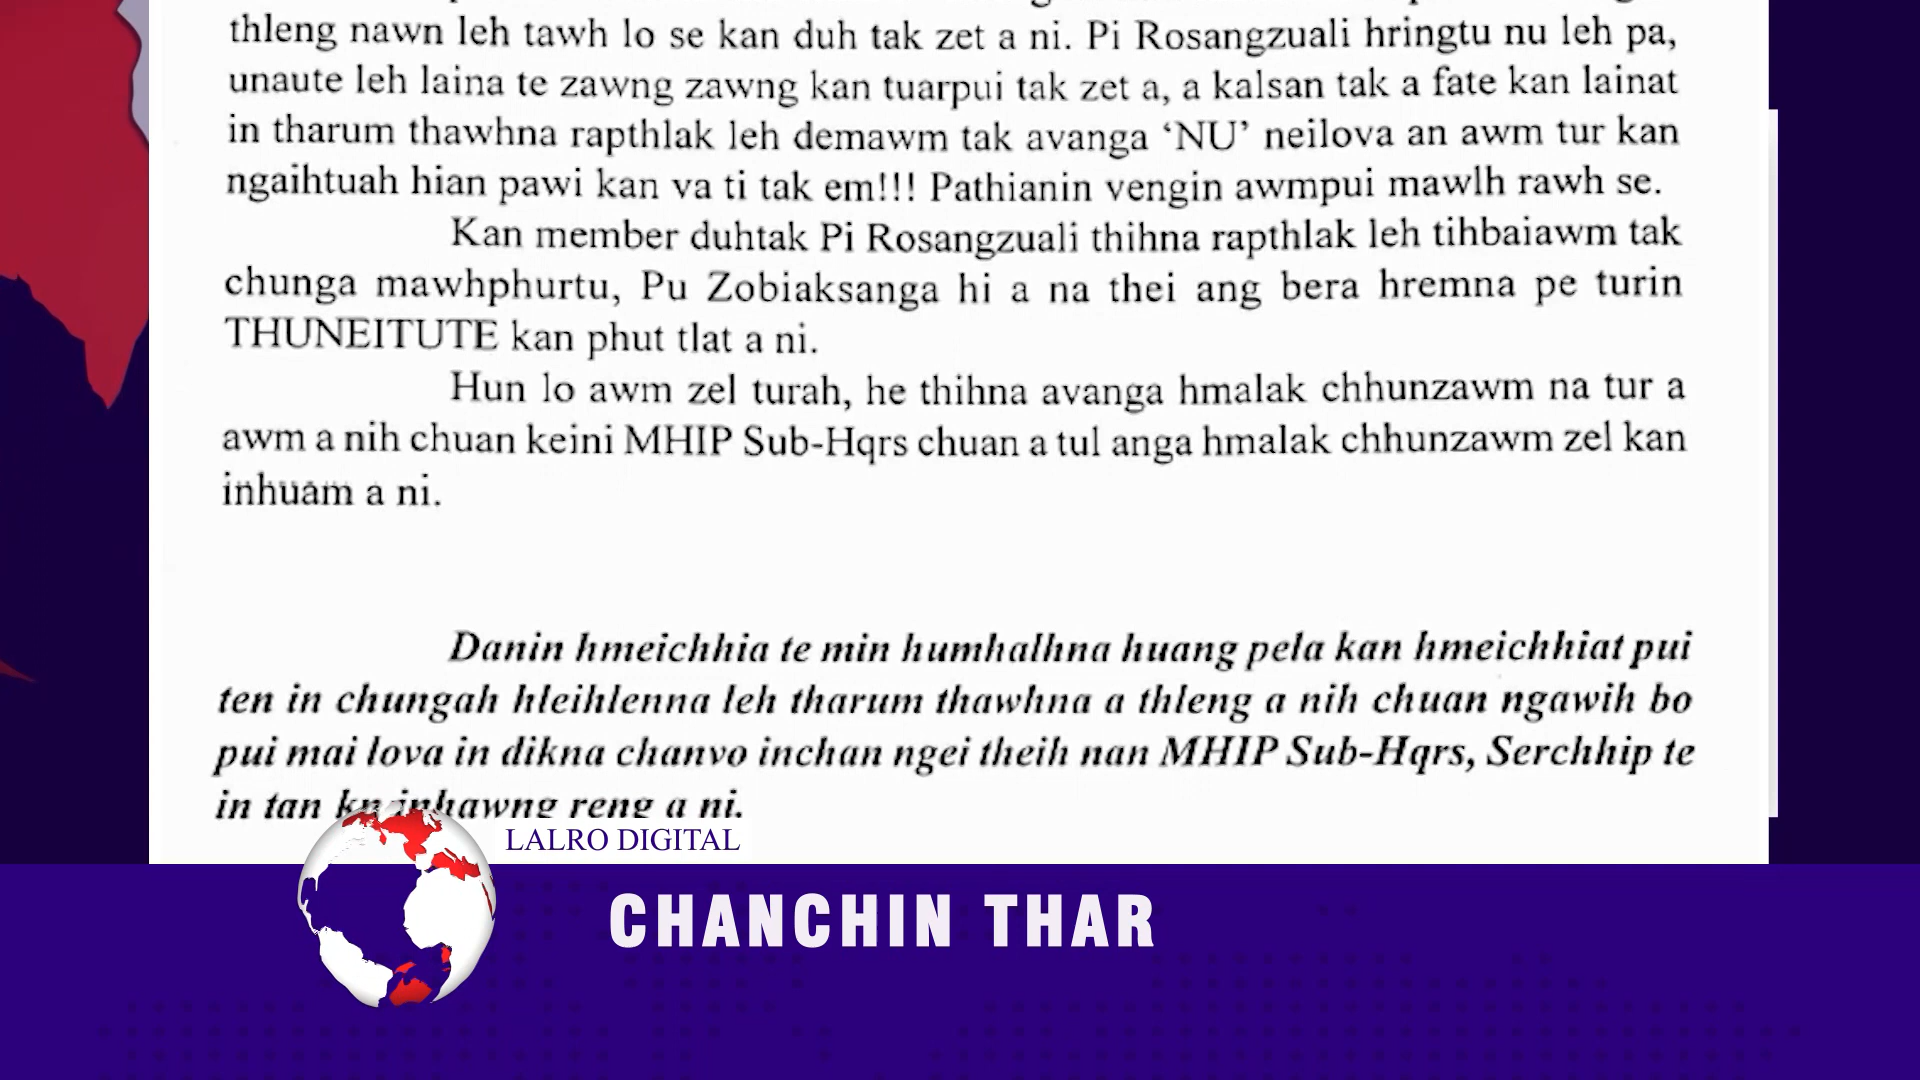 thleng nawn leh tawh lo se kan duh tak zet a ni. Pi Rosangzuali hringtu nu leh pa,
unaute leh laina te zawng zawng kan tuarpui tak zet a, a kalsan tak a fate kan lainat
in tharum thawhna rapthlak leh demawm tak avanga ‘NU’ neilova an awm tur kan
ngaihtuah hian pawi kan va ti tak em!!! Pathianin vengin awmpui mawlh rawh se.
Kan member duhtak Pi Rosangzuali thihna rapthlak leh tihbaiawm tak
chunga mawhphurtu, Pu Zobiaksanga hi a na thei ang bera hremna pe turin
THUNEITUTE kan phut tlat a ni.
Hun lo awm zel turah, he thihna avanga hmalak chhunzawm na tur a
awm a nih chuan keini MHIP Sub-Hqrs chuan a tul anga hmalak chhunzawm zel kan
inhuam a ni.
Danin hmeichhia te min humhalhna huang pela kan hmeichhiat pui
ten in chungah hleihlenna leh tharum thawhna a thleng a nih chuan ngawih bo
pui mai lova in dikna chanvo inchan ngei theih nan MHIP Sub-Hqrs, Serchhip te
in tan kn inhawng reng a ni.
LALRO DIGITAL
CHANCHIN THAR